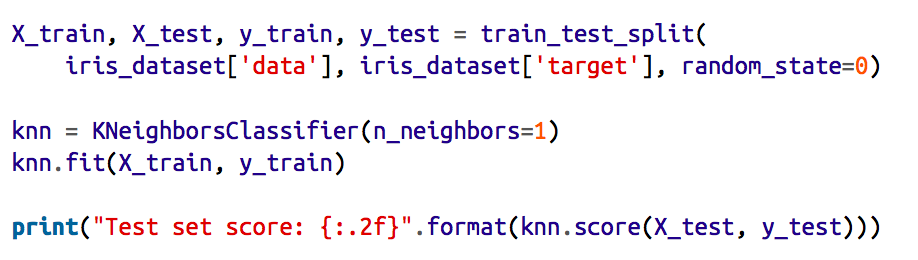 X_train, X_test, y_train, y_test = train_test_split(
    iris_dataset['data'], iris_dataset['target'], random_state=0)
knn = KNeighborsClassifier(n_neighbors=1)
knn.fit(X_train, y_train)
print("Test set score: {:.2f}".format(knn.score(X_test, y_test)))